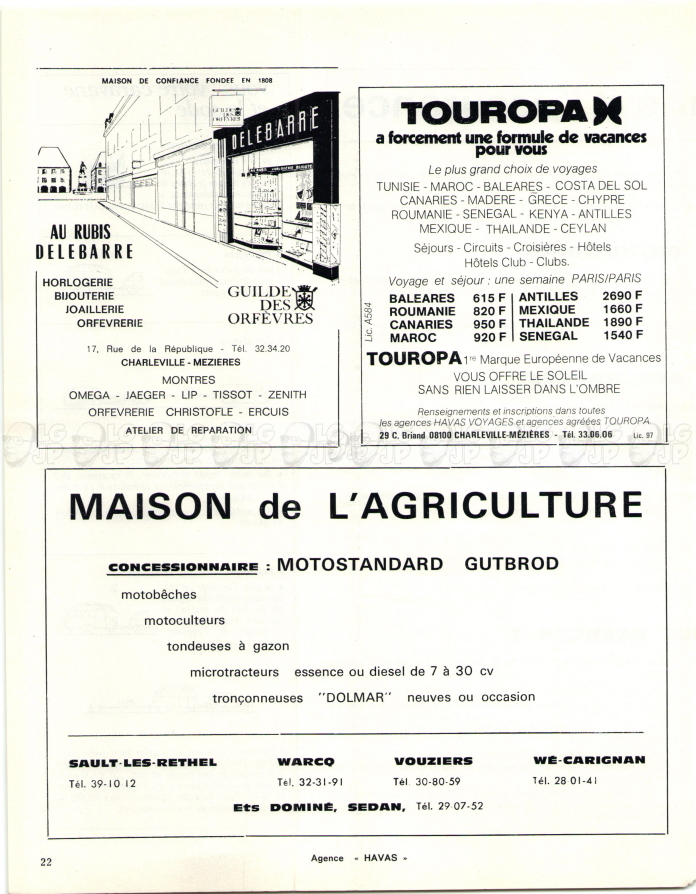 MAISON DE CONFIANCE FONDEE EN 1808
GUILDE
DES
ORFÈVRES
DELEBARRE
AU RUBIS
DELEBARRE
HORLOGERIE
BIJOUTERIE
JOAILLERIE
ORFEVRERIE
GUILDE
DES
ORFÈVRES
17, Rue de la République - Tél. 32.34.20
CHARLEVILLE - MEZIERES
MONTRES
OMEGA - JAEGER - LIP - TISSOT - ZENITH
ORFEVRERIE CHRISTOFLE - ERCUIS
ATELIER DE REPARATION
TOUROPA
a forcement une formule de vacances
pour vous
Le plus grand choix de voyages
TUNISIE - MAROC - BALEARES - COSTA DEL SOL
CANARIES - MADERE - GRECE - CHYPRE
ROUMANIE - SENEGAL - KENYA - ANTILLES
MEXIQUE - THAILANDE - CEYLAN
Séjours - Circuits - Croisières - Hôtels
Hôtels Club - Clubs.
Voyage et séjour : une semaine PARIS/PARIS
BALEARES 615 F ANTILLES 2690 F
ROUMANIE 820 F MEXIQUE 1660 F
CANARIES 950 F THAILANDE 1890 F
MAROC 920 F SENEGAL 1540 F
Lic. A584
TOUROPA 1re Marque Européenne de Vacances
VOUS OFFRE LE SOLEIL
SANS RIEN LAISSER DANS L'OMBRE
Renseignements et inscriptions dans toutes
les agences HAVAS VOYAGES et agences agréées TOUROPA.
29 C. Briand 08100 CHARLEVILLE-MÉZIÉRES - Tél. 33.06.06 Lic. 97
MAISON de L'AGRICULTURE
CONCESSIONNAIRE : MOTOSTANDARD GUTBROD
motobêches
motoculteurs
tondeuses à gazon
microtracteurs essence ou diesel de 7 à 30 cv
tronçonneuses "DOLMAR" neuves ou occasion
SAULT-LES-RETHEL WARCQ VOUZIERS WÉ-CARIGNAN
Tél. 39-10 12 Tél. 32-31-91 Tél 30-80-59 Tél. 28 01-41
Ets DOMINÉ, SEDAN, Tél. 29-07-52
22
Agence « HAVAS »